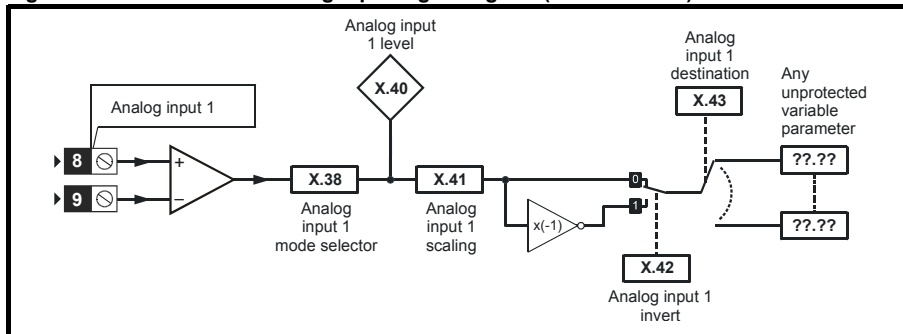 Analog input
1 level
X.40
Analog input 1
8
+
9
−
X.38
Analog
input 1
mode selector
X.41
Analog
input 1
scaling
x(-1)
0
1
X.42
Analog input 1
invert
Analog
input 1
destination
X.43
Any
unprotected
variable
parameter
??.??
??.??